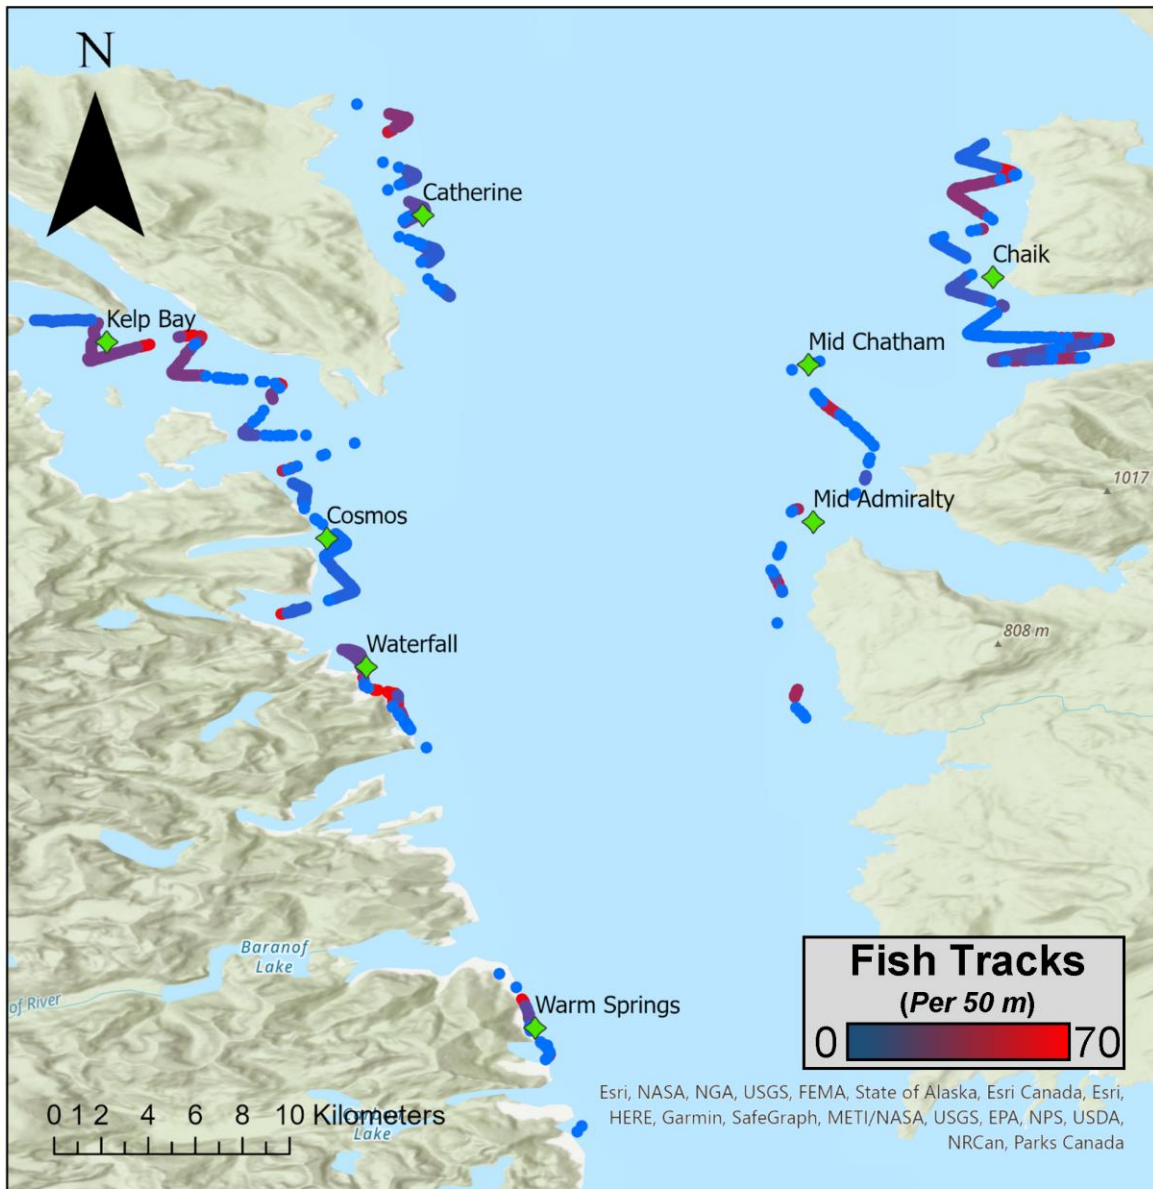 N
Catherine
Chaik
Kelp Bay
Mid Chatham
1017
Mid Admiralty
Cosmos
808 m
Waterfall
Baranof
Lake
of River
Warm Springs
Fish Tracks
(Per 50 m)
0 70
0 1 2 4 6 8 10 Kilometers
Lake
Esri, NASA, NGA, USGS, FEMA, State of Alaska, Esri Canada, Esri,
HERE, Garmin, SafeGraph, METI/NASA, USGS, EPA, NPS, USDA,
NRCan, Parks Canada